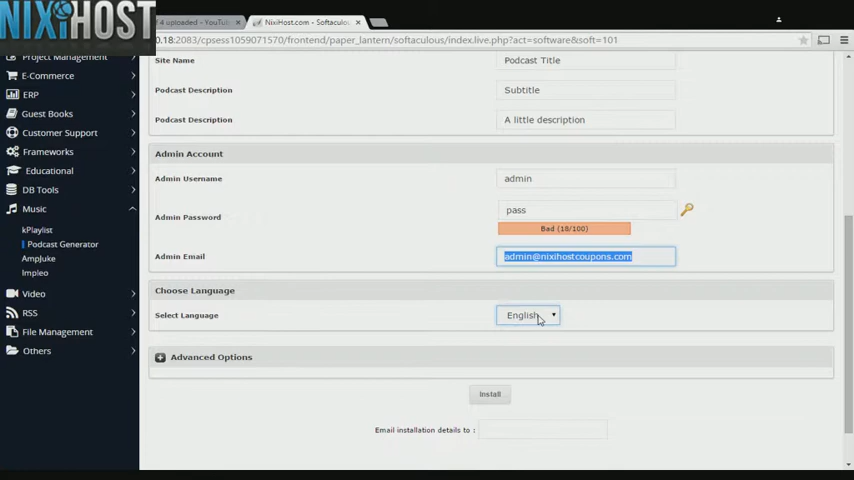 NIXIHOST
4 uploaded - YouTu
NixiHost.com - Softaculou
0.18:2083/cpsess1059071570/frontend/paper_lantern/softaculous/index.live.php?act=software&soft=101
Project Management
E-Commerce
ERP
Guest Books
Customer Support
Frameworks
Educational
DB Tools
Music
kPlaylist
Podcast Generator
AmpJuke
Impleo
Video
RSS
File Management
Others
Site Name Podcast Title
Podcast Description Subtitle
Podcast Description A little description
Admin Account
Admin Username admin
Admin Password pass
Bad (18/100)
Admin Email admin@nixihostcoupons.com
Choose Language
Select Language English
Advanced Options
Install
Email installation details to :